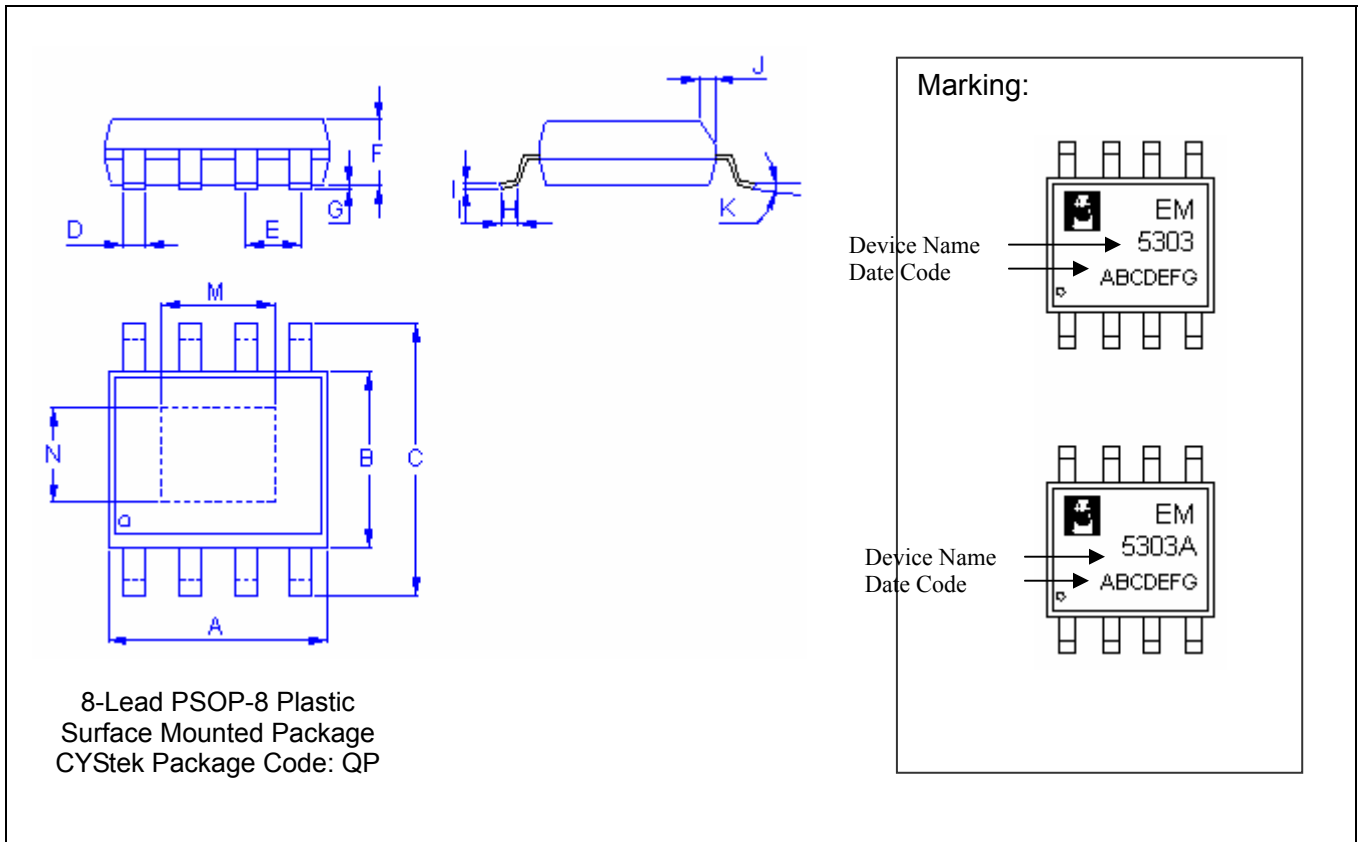 J
F
G
D
E
I
H
K
M
N
B
C
A
8-Lead PSOP-8 Plastic
Surface Mounted Package
CYStek Package Code: QP
Marking:
EM
Device Name
5303
Date Code
ABCDEFG
EM
Device Name
5303A
Date Code
ABCDEFG